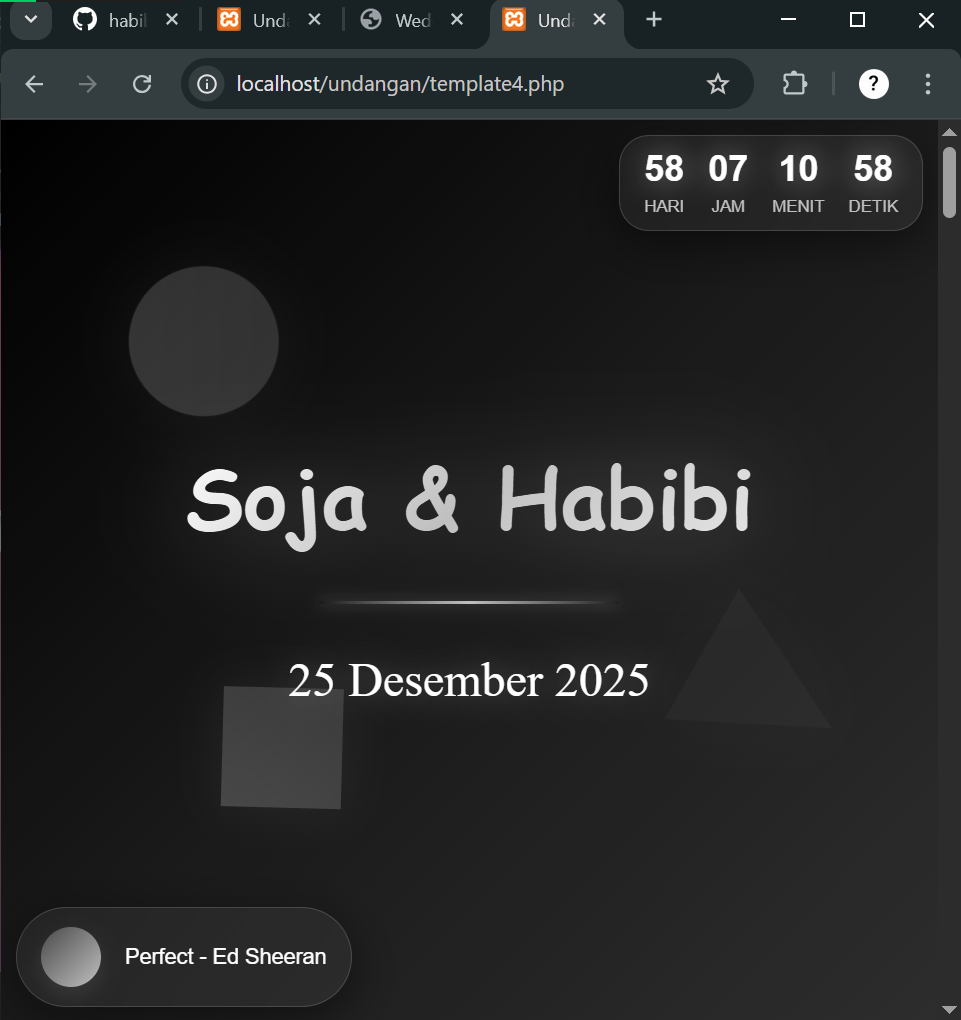 habil
Und
Wed
Und
localhost/undangan/template4.php
58 07 10 58
HARI JAM MENIT DETIK
Soja & Habibi
25 Desember 2025
Perfect - Ed Sheeran